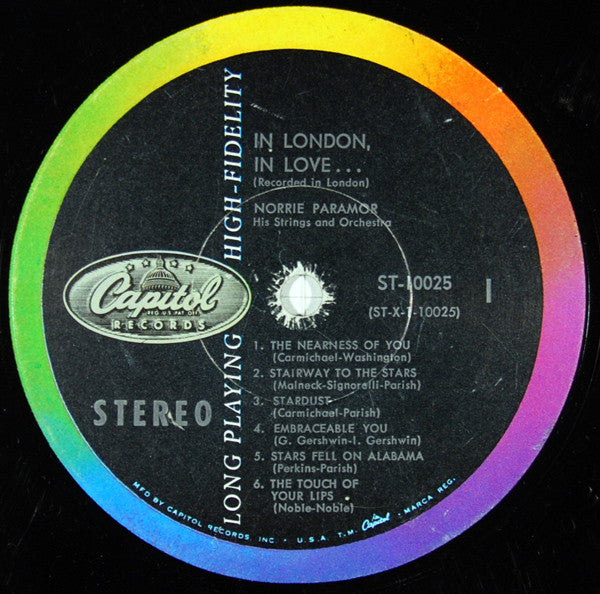 IN LONDON,
IN LOVE...
(Recorded in London)
NORRIE PARAMOR
His Strings and Orchestra
ST-10025
1
(ST-X-1-10025)
Capitol
REG. U.S. PAT. OFF.
RECORDS
STEREO
LONG PLAYING HIGH-FIDELITY
1. THE NEARNESS OF YOU
(Carmichael-Washington)
2. STAIRWAY TO THE STARS
(Malneck-Signorelli-Parish)
3. STARDUST
(Carmichael-Parish)
4. EMBRACEABLE YOU
(G. Gershwin-I. Gershwin)
5. STARS FELL ON ALABAMA
(Perkins-Parish)
6. THE TOUCH OF
YOUR LIPS
(Noble-Noble)
MFD BY CAPITOL RECORDS INC. • U.S.A. T.M. Capitol • MARCA REG.